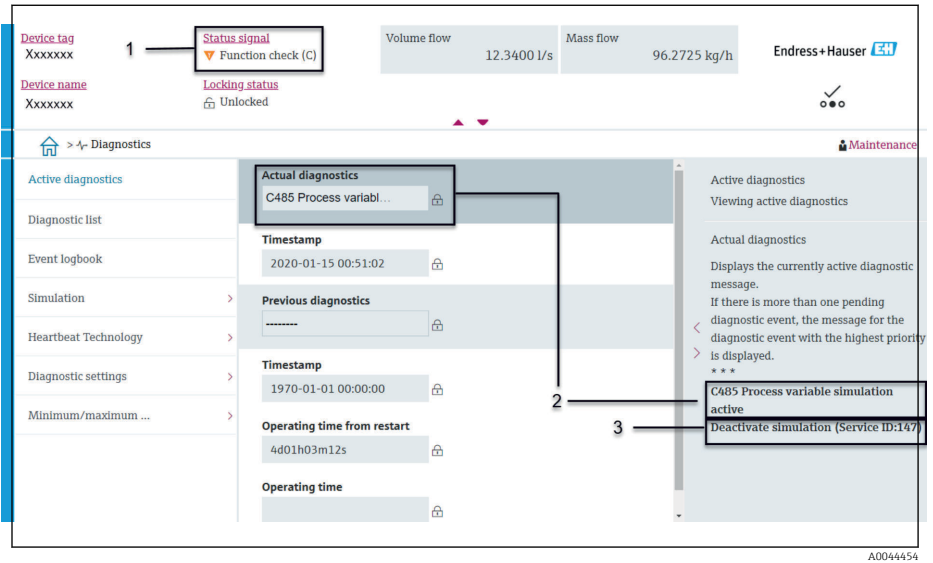 Device tag
Xxxxxxx
1
Status signal
Function check (C)
Volume flow
12.3400 l/s
Mass flow
96.2725 kg/h
Endress+Hauser EH
Device name
Xxxxxxx
Locking status
Unlocked
> Diagnostics
Maintenance
Active diagnostics
Diagnostic list
Event logbook
Simulation >
Heartbeat Technology >
Diagnostic settings >
Minimum/maximum ... >
Actual diagnostics
C485 Process variabl...
Timestamp
2020-01-15 00:51:02
Previous diagnostics
--------
Timestamp
1970-01-01 00:00:00
Operating time from restart
4d01h03m12s
Operating time
2
3
Active diagnostics
Viewing active diagnostics
Actual diagnostics
Displays the currently active diagnostic
message.
If there is more than one pending
diagnostic event, the message for the
diagnostic event with the highest priority
is displayed.
* * *
C485 Process variable simulation
active
Deactivate simulation (Service ID:147)
A0044454